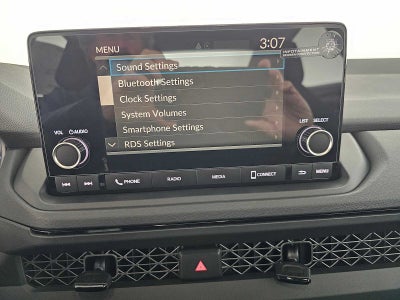 MENU
3:07
INFOTAINMENT
Sound Settings
Bluetooth Settings
Clock Settings
System Volumes
Smartphone Settings
RDS Settings
VOL
AUDIO
LIST
SELECT
PHONE
RADIO
MEDIA
CONNECT
MENU